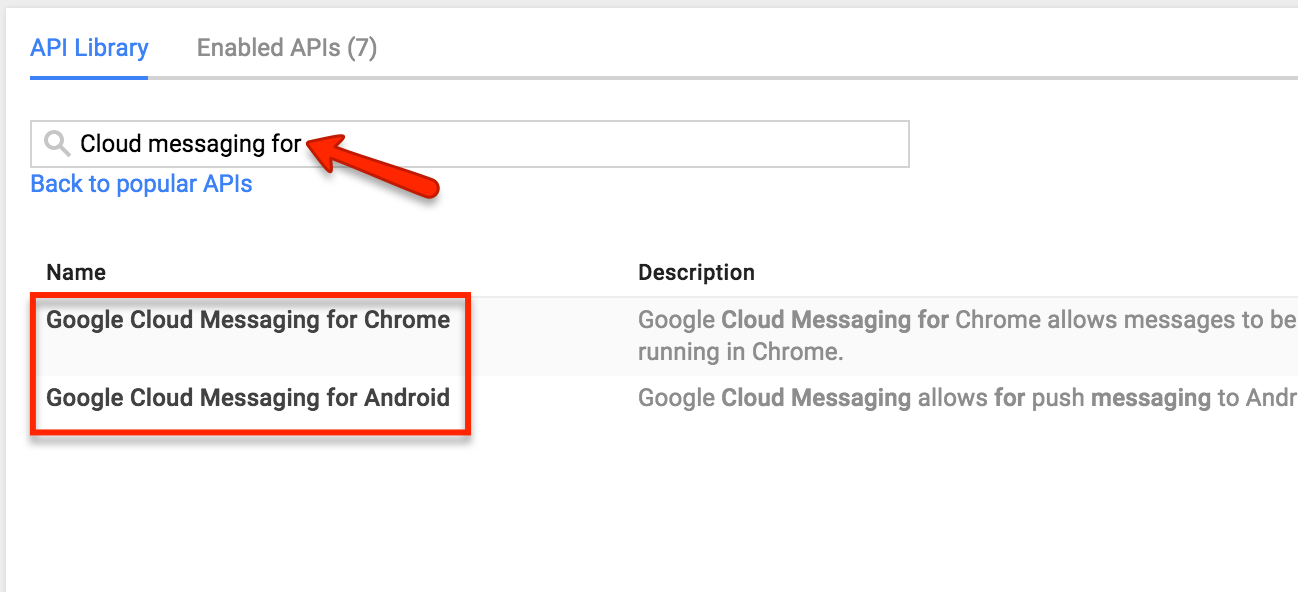 API Library Enabled APIs (7)
Cloud messaging for
Back to popular APIs
Name Description
Google Cloud Messaging for Chrome Google Cloud Messaging for Chrome allows messages to be
running in Chrome.
Google Cloud Messaging for Android Google Cloud Messaging allows for push messaging to Andr